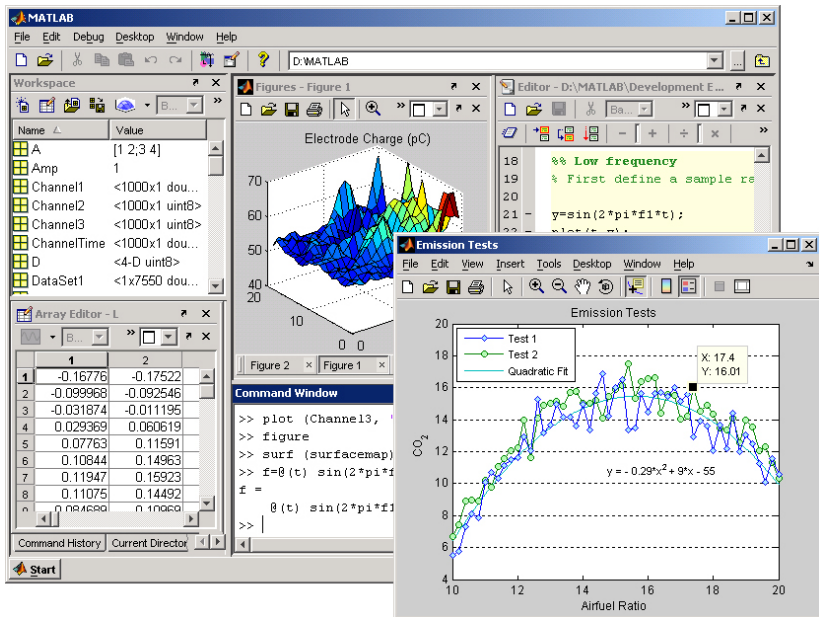 MATLAB
File Edit Debug Desktop Window Help
D:\MATLAB
...
Workspace
B...
Name Value
A [1 2;3 4]
Amp 1
Channel1 <1000x1 dou...
Channel2 <1000x1 uint8>
Channel3 <1000x1 uint8>
ChannelTime <1000x1 dou...
D <4-D uint8>
DataSet1 <1x7550 dou...
Array Editor - L
B...
1 2
1 -0.16776 -0.17522
2 -0.099968 -0.092546
3 -0.031874 -0.011195
4 0.029369 0.060619
5 0.07763 0.11591
6 0.10844 0.14963
7 0.11947 0.15923
8 0.11075 0.14492
9 0.084689 0.10969
Command History Current Director
Start
Figures - Figure 1
Electrode Charge (pC)
70
60
50
40
20
10
0 0
Figure 2 × Figure 1 ×
Command Window
>> plot (Channel3, '
>> figure
>> surf (surfacemap)
>> f=@(t) sin(2*pi*f
f =
@(t) sin(2*pi*f1
>>
Editor - D:\MATLAB\Development E...
Ba...
18 %% Low frequency
19 % First define a sample ra
20
21 - y=sin(2*pi*f1*t);
22 - plot(t,y);
Emission Tests
File Edit View Insert Tools Desktop Window Help
Emission Tests
Test 1
Test 2
Quadratic Fit
X: 17.4
Y: 16.01
y = - 0.29*x² + 9*x - 55
CO₂
20
18
16
14
12
10
8
6
4
10 12 14 16 18 20
Airfuel Ratio